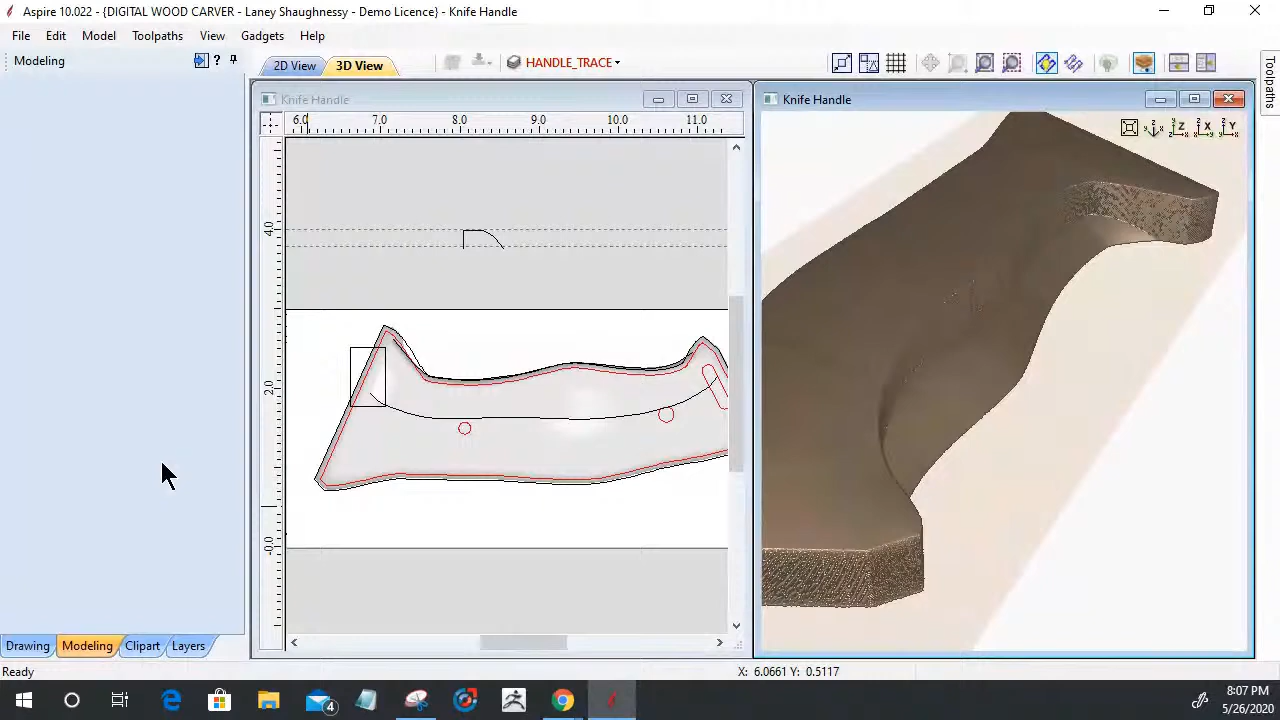 Aspire 10.022 - {DIGITAL WOOD CARVER - Laney Shaughnessy - Demo Licence} - Knife Handle
File Edit Model Toolpaths View Gadgets Help
Modeling ?
2D View 3D View HANDLE_TRACE
Toolpaths
Knife Handle
6.0 7.0 8.0 9.0 10.0 11.0
4.0
2.0
-0.0
Knife Handle
Z X Y
Drawing Modeling Clipart Layers
Ready X: 6.0661 Y: 0.5117
4
8:07 PM
5/26/2020